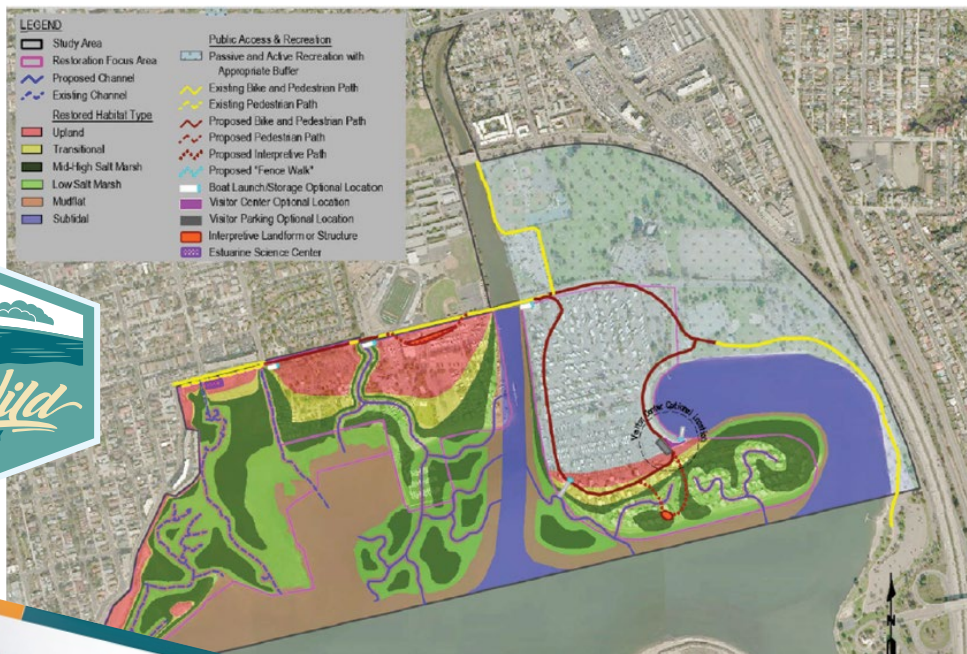 LEGEND
Study Area
Restoration Focus Area
Proposed Channel
Existing Channel
Restored Habitat Type
Upland
Transitional
Mid-High Salt Marsh
Low Salt Marsh
Mudflat
Subtidal
Public Access & Recreation
Passive and Active Recreation with
Appropriate Buffer
Existing Bike and Pedestrian Path
Existing Pedestrian Path
Proposed Bike and Pedestrian Path
Proposed Pedestrian Path
Proposed Interpretive Path
Proposed "Fence Walk"
Boat Launch/Storage Optional Location
Visitor Center Optional Location
Visitor Parking Optional Location
Interpretive Landform or Structure
Estuarine Science Center
Visitor Center Optional Location
ild
N